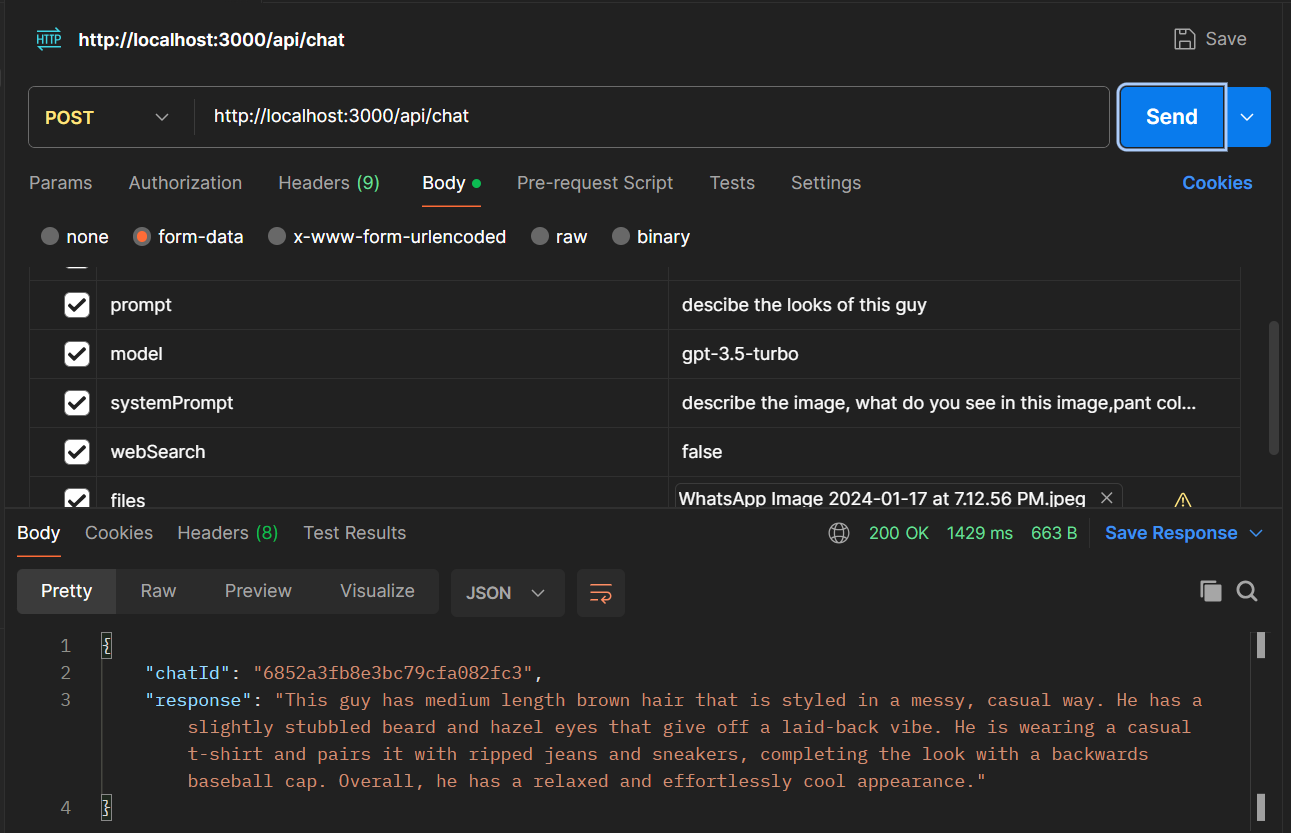 HTTP http://localhost:3000/api/chat Save
POST http://localhost:3000/api/chat Send
Params Authorization Headers (9) Body Pre-request Script Tests Settings Cookies
none form-data x-www-form-urlencoded raw binary
prompt descibe the looks of this guy
model gpt-3.5-turbo
systemPrompt describe the image, what do you see in this image,pant col...
webSearch false
files WhatsApp Image 2024-01-17 at 7.12.56 PM.jpeg
Body Cookies Headers (8) Test Results 200 OK 1429 ms 663 B Save Response
Pretty Raw Preview Visualize JSON
1 {
2 "chatId": "6852a3fb8e3bc79cfa082fc3",
3 "response": "This guy has medium length brown hair that is styled in a messy, casual way. He has a
slightly stubbled beard and hazel eyes that give off a laid-back vibe. He is wearing a casual
t-shirt and pairs it with ripped jeans and sneakers, completing the look with a backwards
baseball cap. Overall, he has a relaxed and effortlessly cool appearance."
4 }